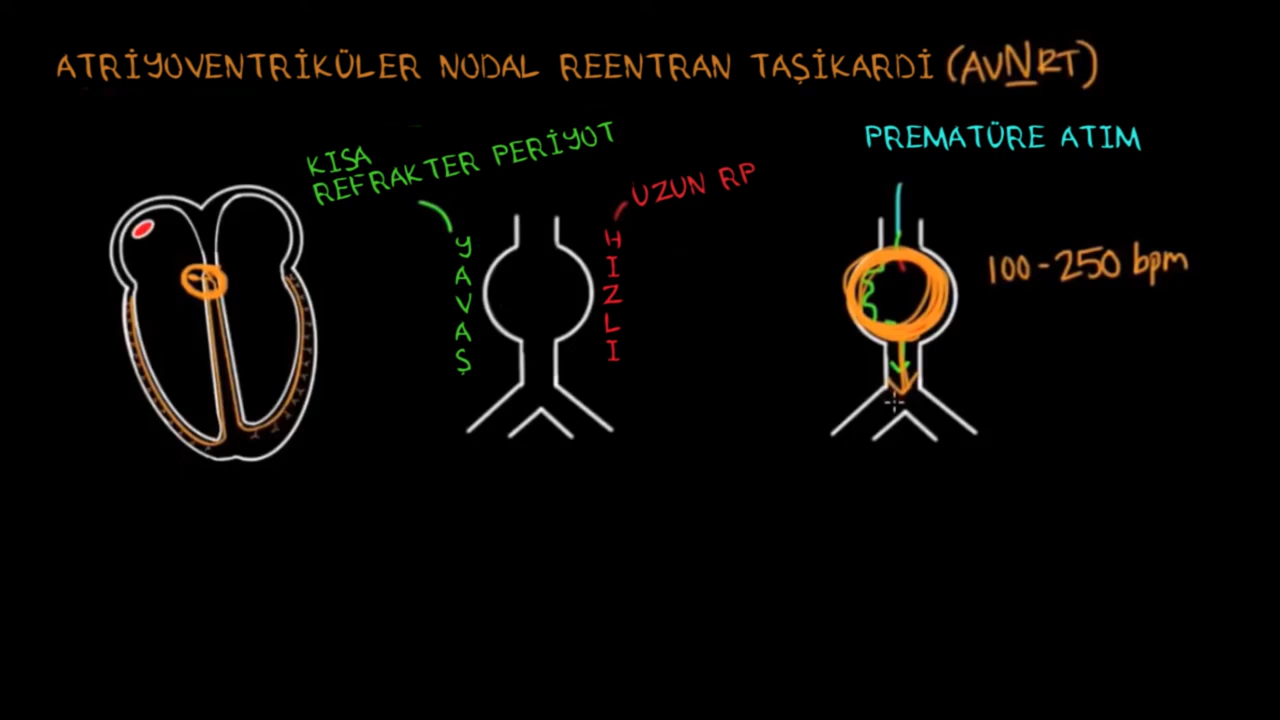 ATRİYOVENTRİKÜLER NODAL REENTRAN TAŞİKARDİ (AVNRT)
KISA
REFRAKTER PERİYOT
UZUN RP
YAVAŞ
HIZLI
PREMATÜRE ATIM
100-250 bpm